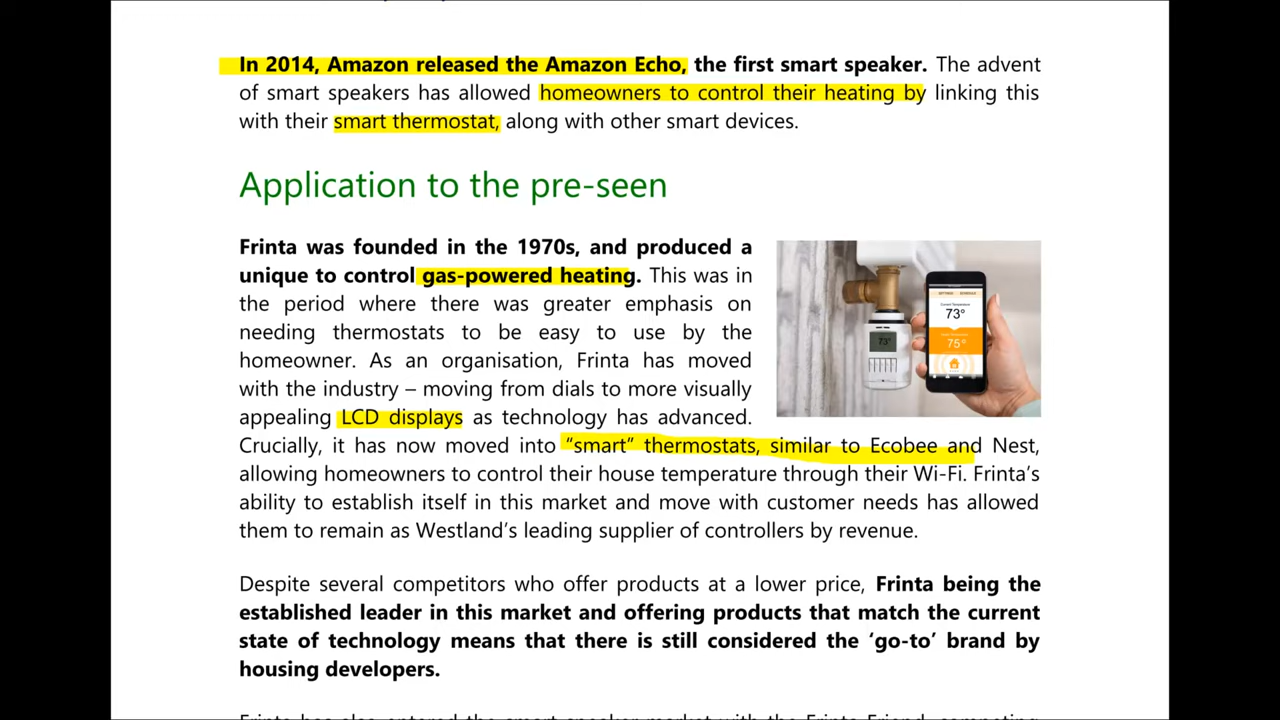 In 2014, Amazon released the Amazon Echo, the first smart speaker. The advent
of smart speakers has allowed homeowners to control their heating by linking this
with their smart thermostat, along with other smart devices.
Application to the pre-seen
Frinta was founded in the 1970s, and produced a
unique to control gas-powered heating. This was in
the period where there was greater emphasis on
needing thermostats to be easy to use by the
homeowner. As an organisation, Frinta has moved
with the industry – moving from dials to more visually
appealing LCD displays as technology has advanced.
Crucially, it has now moved into “smart” thermostats, similar to Ecobee and Nest,
allowing homeowners to control their house temperature through their Wi-Fi. Frinta’s
ability to establish itself in this market and move with customer needs has allowed
them to remain as Westland’s leading supplier of controllers by revenue.
73°
73°
75°
Despite several competitors who offer products at a lower price, Frinta being the
established leader in this market and offering products that match the current
state of technology means that there is still considered the ‘go-to’ brand by
housing developers.